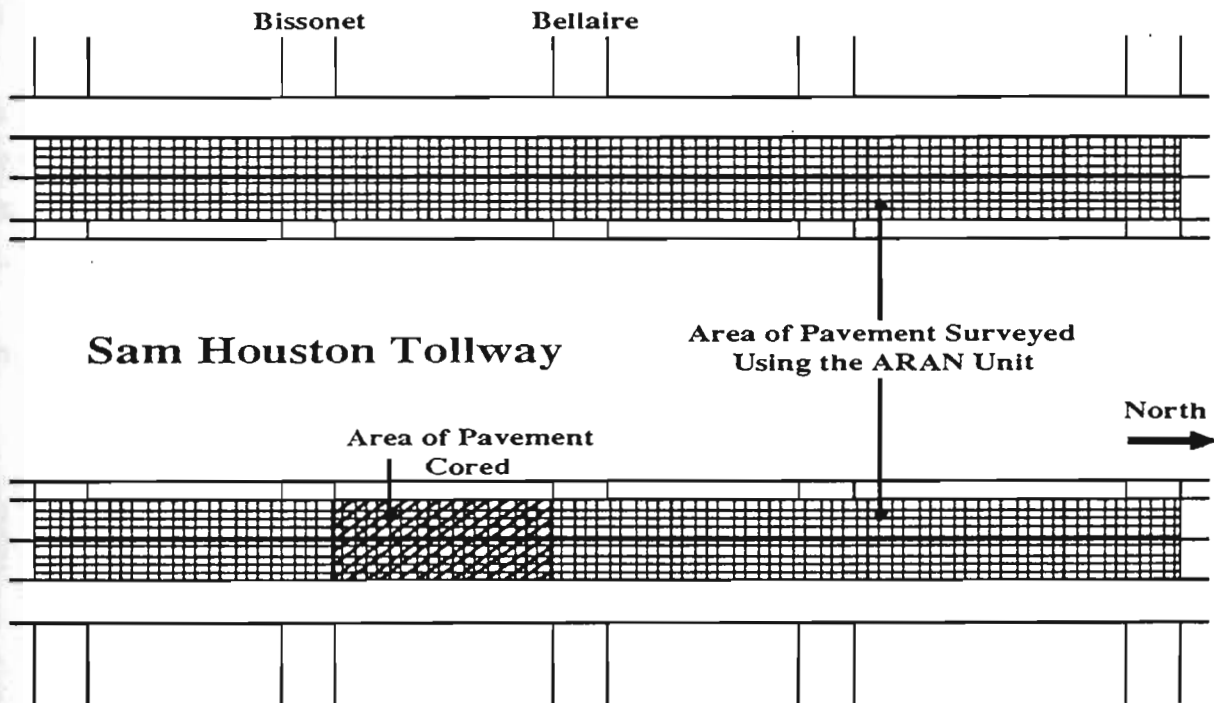 Bissonet Bellaire
Sam Houston Tollway
Area of Pavement Surveyed
Using the ARAN Unit
North
Area of Pavement
Cored